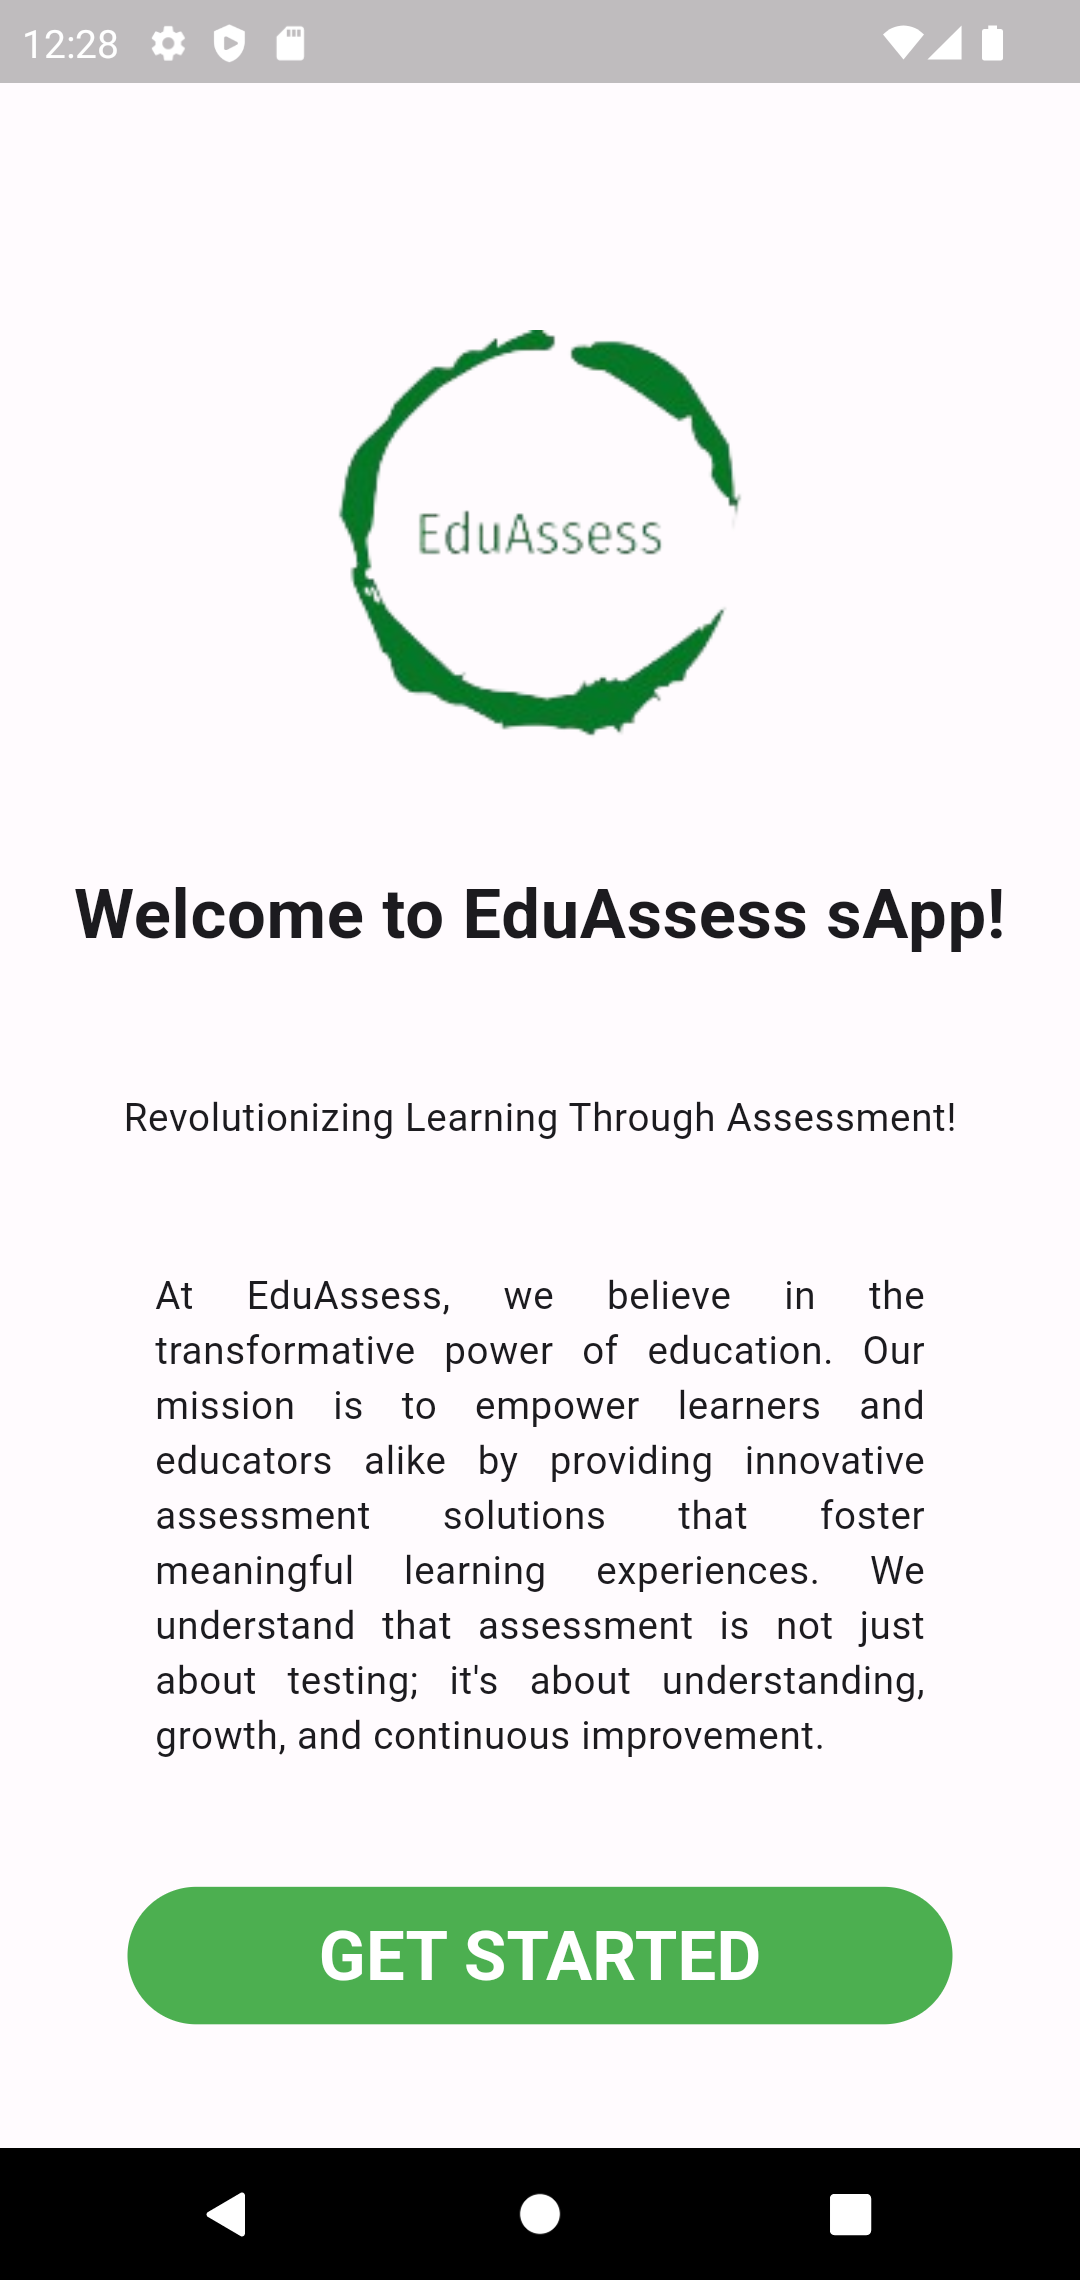 12:28
EduAssess
Welcome to EduAssess sApp!
Revolutionizing Learning Through Assessment!
At EduAssess, we believe in the
transformative power of education. Our
mission is to empower learners and
educators alike by providing innovative
assessment solutions that foster
meaningful learning experiences. We
understand that assessment is not just
about testing; it's about understanding,
growth, and continuous improvement.
GET STARTED